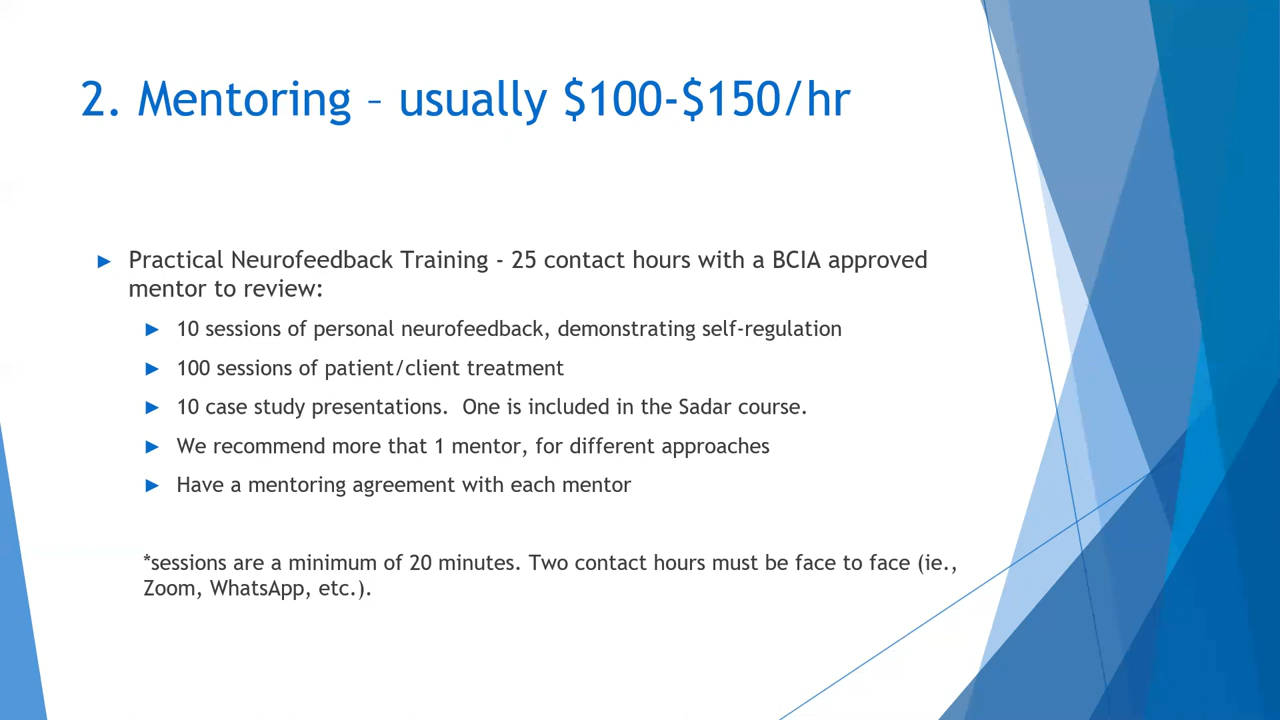 2. Mentoring – usually $100-$150/hr
Practical Neurofeedback Training - 25 contact hours with a BCIA approved
mentor to review:
10 sessions of personal neurofeedback, demonstrating self-regulation
100 sessions of patient/client treatment
10 case study presentations.  One is included in the Sadar course.
We recommend more that 1 mentor, for different approaches
Have a mentoring agreement with each mentor
*sessions are a minimum of 20 minutes. Two contact hours must be face to face (ie.,
Zoom, WhatsApp, etc.).